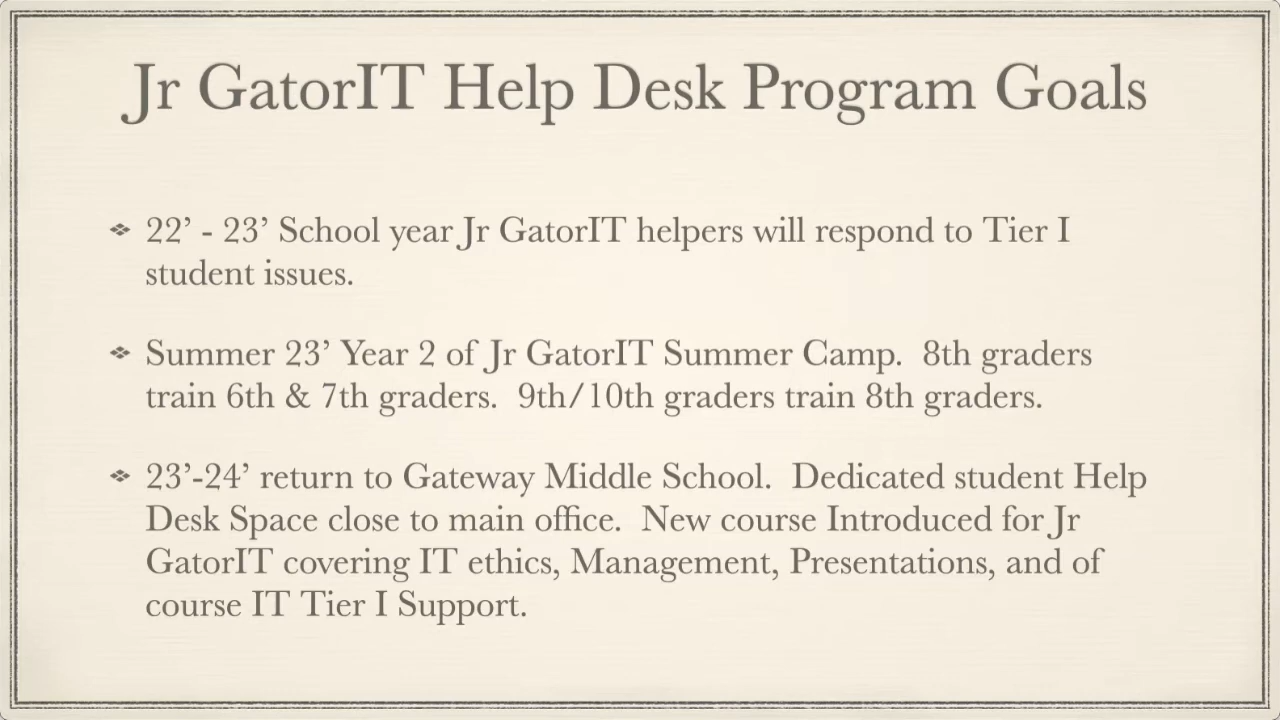 Jr GatorIT Help Desk Program Goals
22’ - 23’ School year Jr GatorIT helpers will respond to Tier I
student issues.
Summer 23’ Year 2 of Jr GatorIT Summer Camp.  8th graders
train 6th & 7th graders.  9th/10th graders train 8th graders.
23’-24’ return to Gateway Middle School.  Dedicated student Help
Desk Space close to main office.  New course Introduced for Jr
GatorIT covering IT ethics, Management, Presentations, and of
course IT Tier I Support.